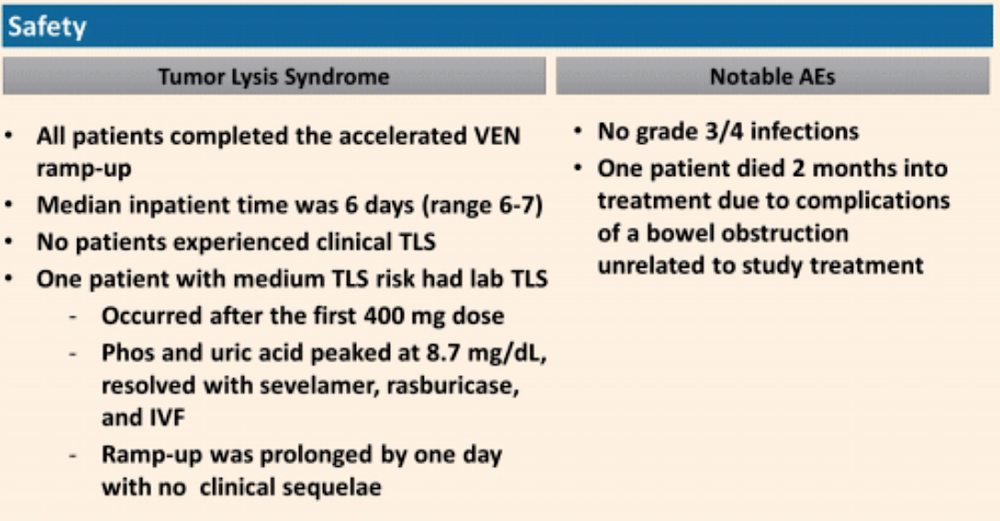 Safety
Tumor Lysis Syndrome
• All patients completed the accelerated VEN
ramp-up
• Median inpatient time was 6 days (range 6-7)
• No patients experienced clinical TLS
• One patient with medium TLS risk had lab TLS
- Occurred after the first 400 mg dose
- Phos and uric acid peaked at 8.7 mg/dL,
resolved with sevelamer, rasburicase,
and IVF
- Ramp-up was prolonged by one day
with no clinical sequelae
Notable AEs
• No grade 3/4 infections
• One patient died 2 months into
treatment due to complications
of a bowel obstruction
unrelated to study treatment